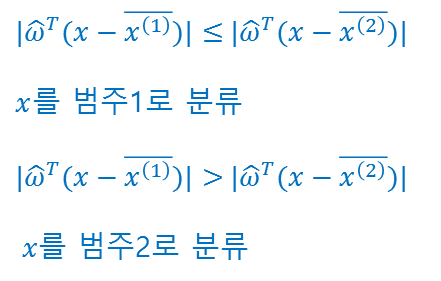 |ω̂ᵀ(x − x̅⁽¹⁾)| ≤ |ω̂ᵀ(x − x̅⁽²⁾)|
x를 범주1로 분류
|ω̂ᵀ(x − x̅⁽¹⁾)| > |ω̂ᵀ(x − x̅⁽²⁾)|
x를 범주2로 분류